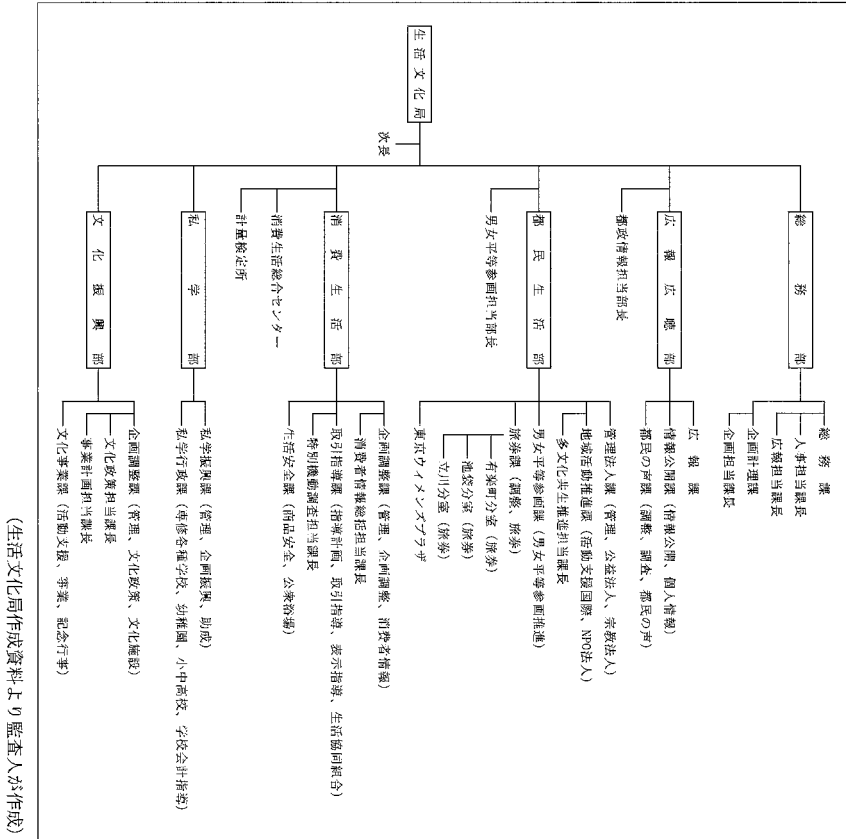 生活文化局
次長
総務部
総務課
人事担当課長
広報担当課長
企画計理課
企画担当課長
広報広聴部
都政情報担当部長
広報課
情報公開課（情報公開、個人情報）
都民の声課（調整、調査、都民の声）
都民生活部
男女平等参画担当部長
管理法人課（管理、公益法人、宗教法人）
地域活動推進課（活動支援国際、NPO法人）
多文化共生推進担当課長
男女平等参画課（男女平等参画推進）
旅券課（調整、旅券）
有楽町分室（旅券）
池袋分室（旅券）
立川分室（旅券）
東京ウィメンズプラザ
消費生活部
消費生活総合センター
計量検定所
企画調整課（管理、企画調整、消費者情報）
消費者情報総括担当課長
取引指導課（指導計画、取引指導、表示指導、生活協同組合）
特別機動調査担当課長
生活安全課（商品安全、公衆浴場）
私学部
私学振興課（管理、企画振興、助成）
私学行政課（専修各種学校、幼稚園、小中高校、学校会計指導）
文化振興部
企画調整課（管理、文化政策、文化施設）
文化政策担当課長
事業計画担当課長
文化事業課（活動支援、事業、記念行事）
（生活文化局作成資料より監査人が作成）